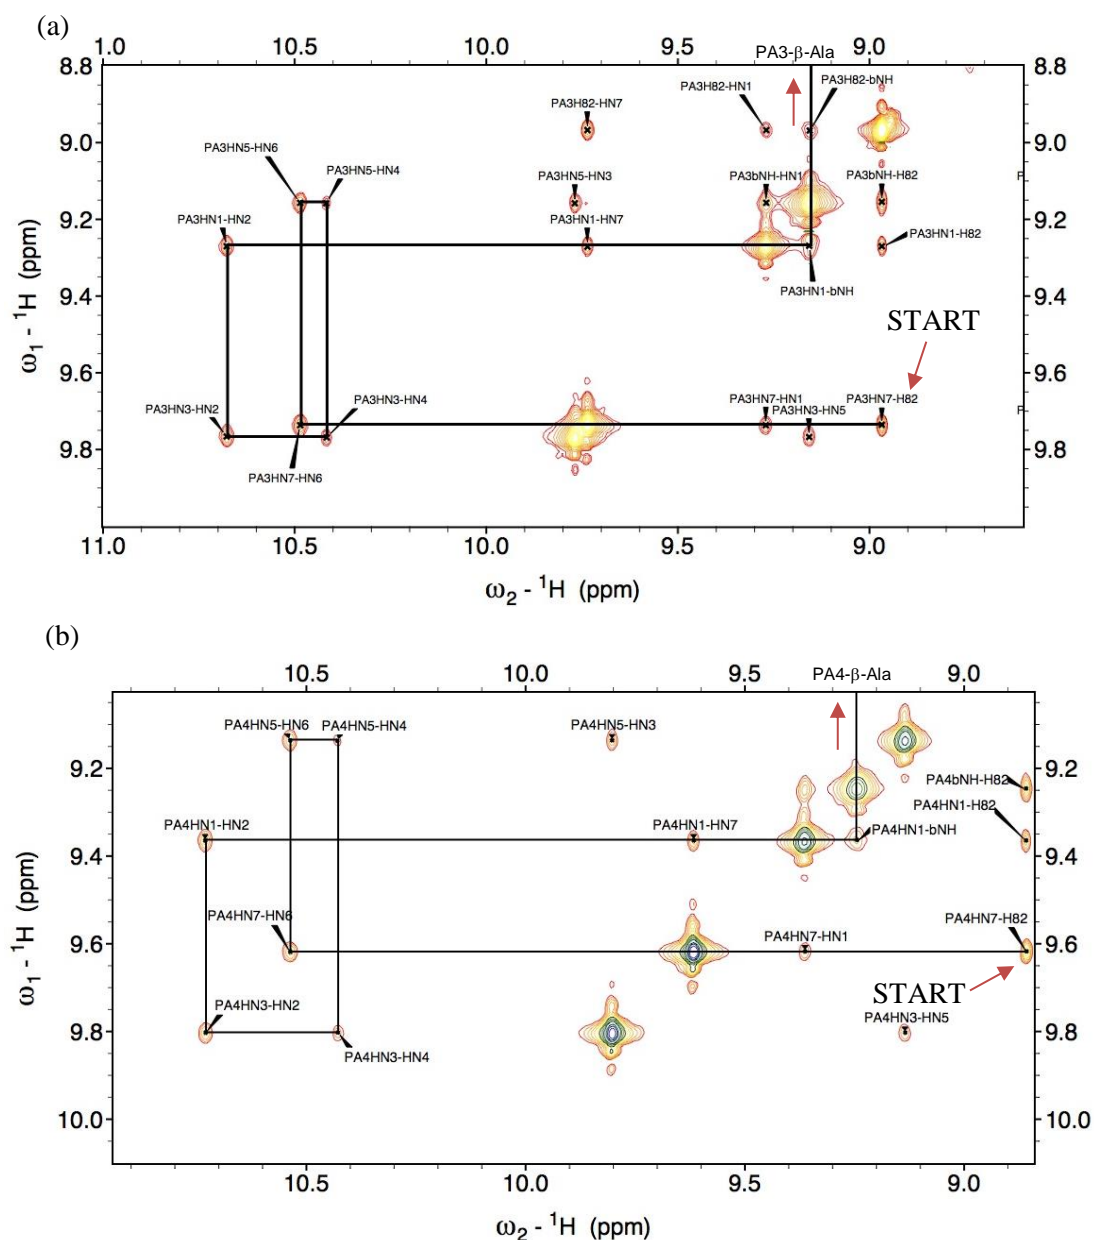 (a)
1.0 10.5 10.0 9.5 PA3-β-Ala 9.0
8.8 8.8
PA3H82-HN1 PA3H82-bNH
PA3H82-HN7
9.0 9.0
PA3HN5-HN6
PA3HN5-HN4 PA3HN5-HN3 PA3bNH-HN1 PA3bNH-H82 P
9.2 9.2
PA3HN1-HN2 PA3HN1-HN7 PA3HN1-H82
PA3HN1-bNH
9.4 9.4
START
9.6 9.6
PA3HN3-HN2 PA3HN3-HN4 PA3HN7-HN1 PA3HN3-HN5 PA3HN7-H82 P
9.8 9.8
PA3HN7-HN6
ω1 - 1H (ppm)
11.0 10.5 10.0 9.5 9.0
ω2 - 1H (ppm)
(b)
10.5 10.0 9.5 PA4-β-Ala 9.0
PA4HN5-HN6 PA4HN5-HN4 PA4HN5-HN3
9.2 9.2
PA4bNH-H82
PA4HN1-H82
PA4HN1-HN2 PA4HN1-HN7 PA4HN1-bNH
9.4 9.4
PA4HN7-HN6 PA4HN7-HN1 PA4HN7-H82
9.6 9.6
START
PA4HN3-HN2 PA4HN3-HN5
9.8 9.8
PA4HN3-HN4
10.0 10.0
ω1 - 1H (ppm)
10.5 10.0 9.5 9.0
ω2 - 1H (ppm)